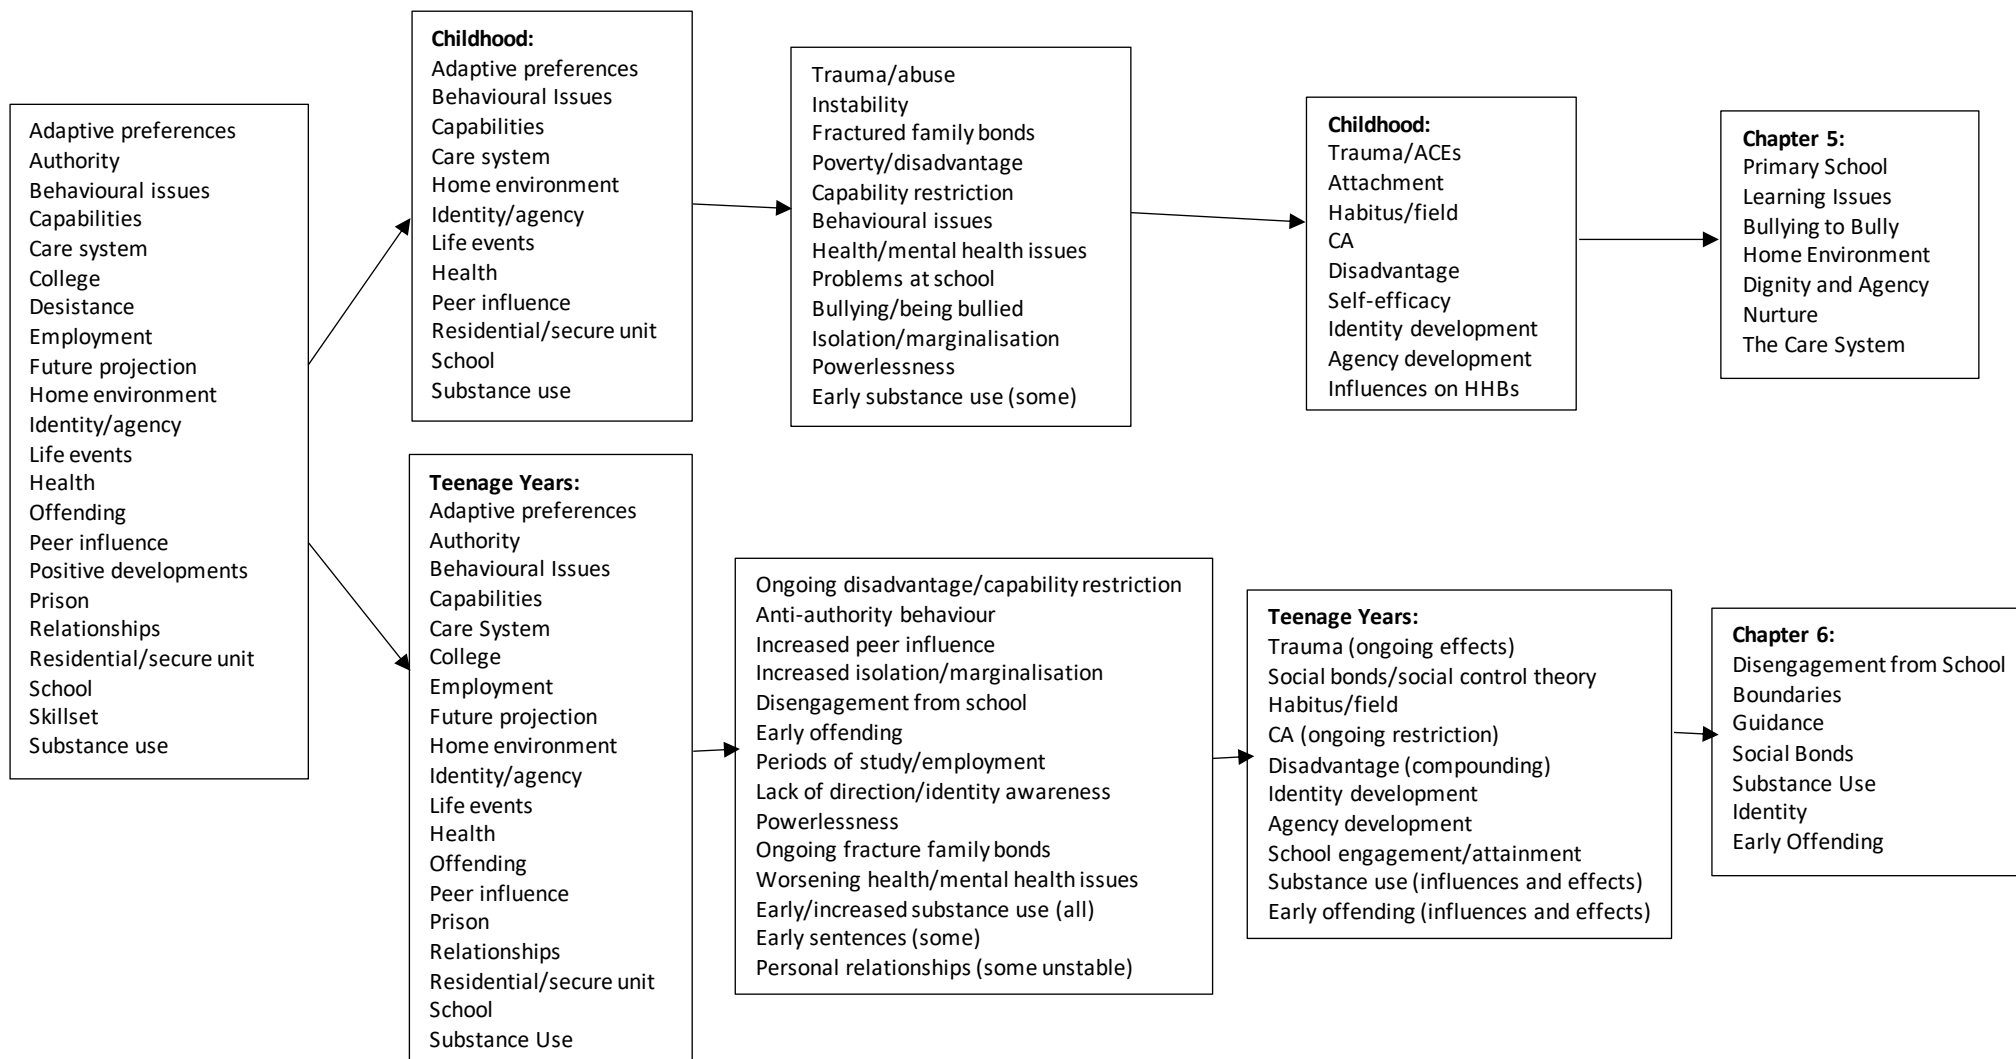 Adaptive preferences
Authority
Behavioural issues
Capabilities
Care system
College
Desistance
Employment
Future projection
Home environment
Identity/agency
Life events
Health
Offending
Peer influence
Positive developments
Prison
Relationships
Residential/secure unit
School
Skillset
Substance use
Childhood:
Adaptive preferences
Behavioural Issues
Capabilities
Care system
Home environment
Identity/agency
Life events
Health
Peer influence
Residential/secure unit
School
Substance use
Trauma/abuse
Instability
Fractured family bonds
Poverty/disadvantage
Capability restriction
Behavioural issues
Health/mental health issues
Problems at school
Bullying/being bullied
Isolation/marginalisation
Powerlessness
Early substance use (some)
Childhood:
Trauma/ACEs
Attachment
Habitus/field
CA
Disadvantage
Self-efficacy
Identity development
Agency development
Influences on HHBs
Chapter 5:
Primary School
Learning Issues
Bullying to Bully
Home Environment
Dignity and Agency
Nurture
The Care System
Teenage Years:
Adaptive preferences
Authority
Behavioural Issues
Capabilities
Care System
College
Employment
Future projection
Home environment
Identity/agency
Life events
Health
Offending
Peer influence
Prison
Relationships
Residential/secure unit
School
Substance Use
Ongoing disadvantage/capability restriction
Anti-authority behaviour
Increased peer influence
Increased isolation/marginalisation
Disengagement from school
Early offending
Periods of study/employment
Lack of direction/identity awareness
Powerlessness
Ongoing fracture family bonds
Worsening health/mental health issues
Early/increased substance use (all)
Early sentences (some)
Personal relationships (some unstable)
Teenage Years:
Trauma (ongoing effects)
Social bonds/social control theory
Habitus/field
CA (ongoing restriction)
Disadvantage (compounding)
Identity development
Agency development
School engagement/attainment
Substance use (influences and effects)
Early offending (influences and effects)
Chapter 6:
Disengagement from School
Boundaries
Guidance
Social Bonds
Substance Use
Identity
Early Offending